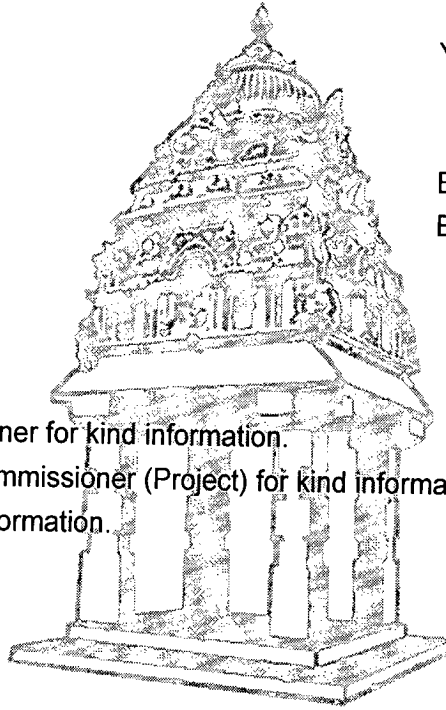 Y
E
E
ner for kind information.
mmissioner (Project) for kind informa
ormation.